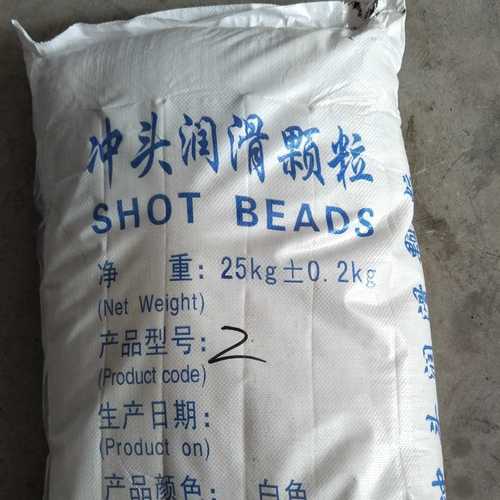 冲头润滑颗粒
SHOT BEADS
净 重: 25kg±0.2kg
(Net Weight)
产品型号: 2
(Product code)
生产日期:
(Product on)
产品颜色: 白色